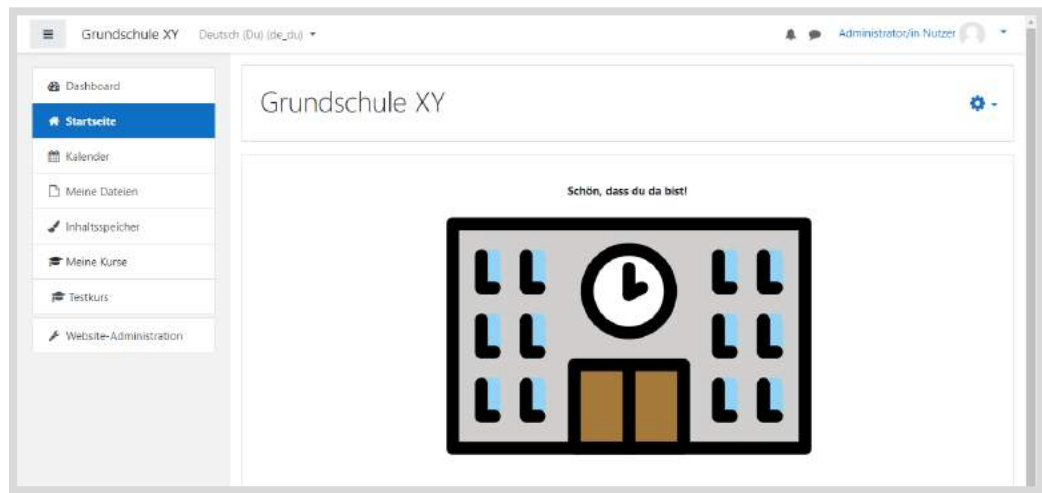 Grundschule XY Deutsch (Du) (de_du) Administrator/in Nutzer
Dashboard
Startseite
Kalender
Meine Dateien
Inhaltsspeicher
Meine Kurse
Testkurs
Website-Administration
Grundschule XY
Schön, dass du da bist!